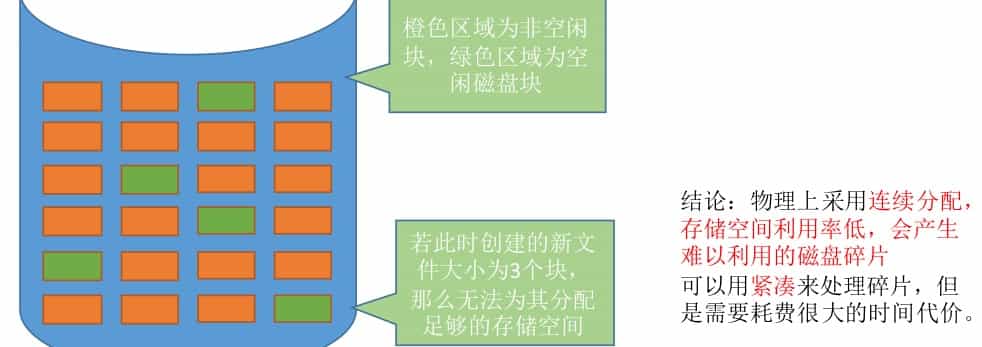 橙色区域为非空闲
块，绿色区域为空
闲磁盘块
若此时创建的新文
件大小为3个块，
那么无法为其分配
足够的存储空间
结论：物理上采用连续分配，
存储空间利用率低，会产生
难以利用的磁盘碎片
可以用紧凑来处理碎片，但
是需要耗费很大的时间代价。